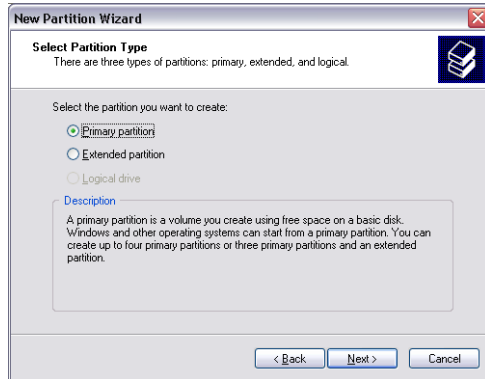 New Partition Wizard
Select Partition Type
There are three types of partitions: primary, extended, and logical.
Select the partition you want to create:
Primary partition
Extended partition
Logical drive
Description
A primary partition is a volume you create using free space on a basic disk.
Windows and other operating systems can start from a primary partition. You can
create up to four primary partitions or three primary partitions and an extended
partition.
< Back Next > Cancel